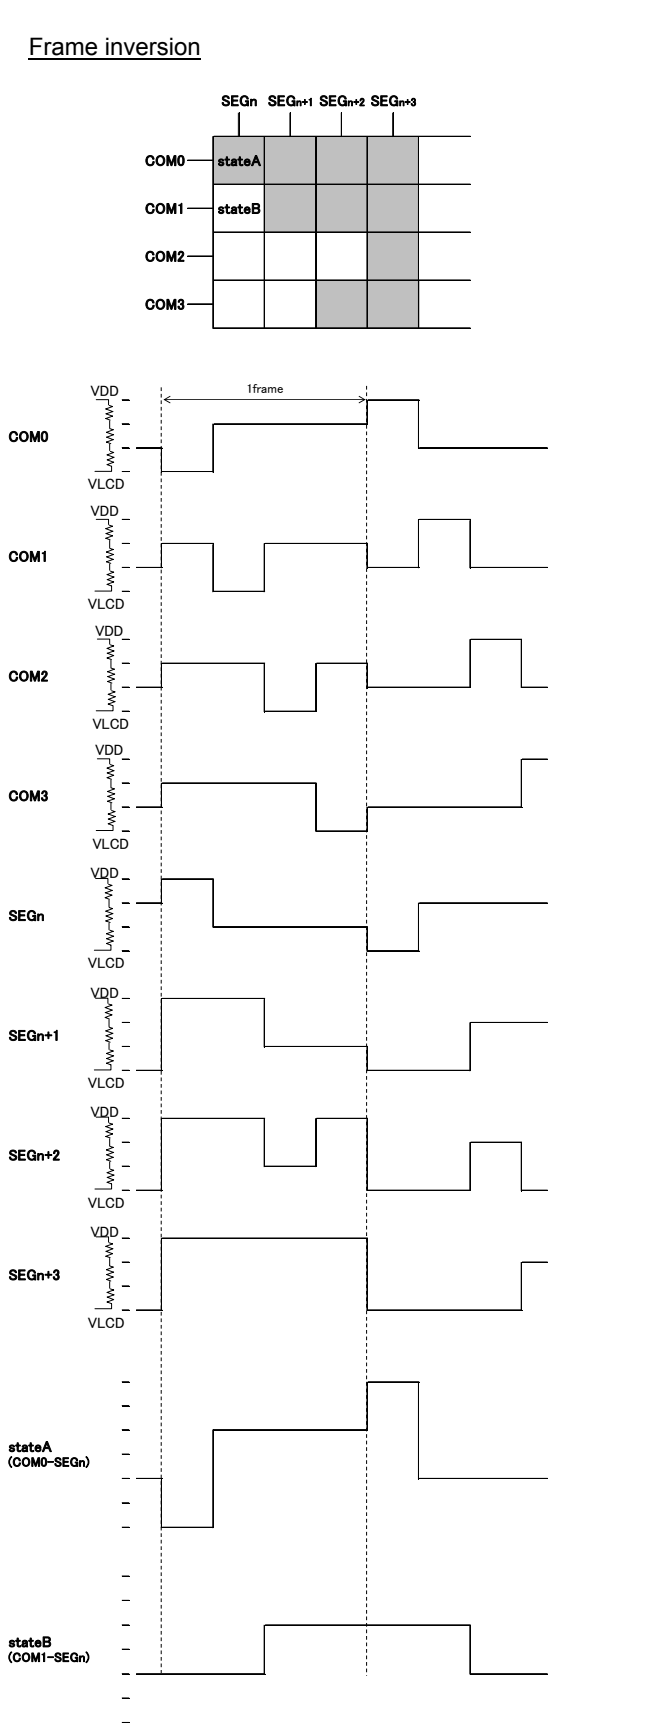 Frame inversion
SEGn SEGn+1 SEGn+2 SEGn+3
COM0 stateA
COM1 stateB
COM2
COM3
VDD
1frame
COM0
VLCD
VDD
COM1
VLCD
VDD
COM2
VLCD
VDD
COM3
VLCD
VDD
SEGn
VLCD
VDD
SEGn+1
VLCD
VDD
SEGn+2
VLCD
VDD
SEGn+3
VLCD
stateA
(COM0-SEGn)
stateB
(COM1-SEGn)